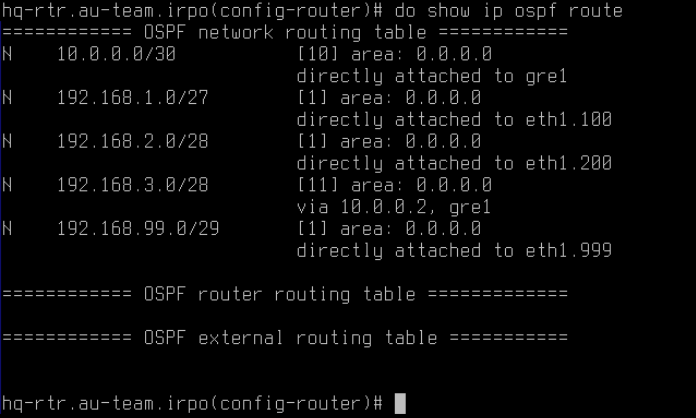 hq-rtr.au-team.irpo(config-router)# do show ip ospf route
============ OSPF network routing table ============
N    10.0.0.0/30           [10] area: 0.0.0.0
                           directly attached to gre1
N    192.168.1.0/27        [1] area: 0.0.0.0
                           directly attached to eth1.100
N    192.168.2.0/28        [1] area: 0.0.0.0
                           directly attached to eth1.200
N    192.168.3.0/28        [11] area: 0.0.0.0
                           via 10.0.0.2, gre1
N    192.168.99.0/29       [1] area: 0.0.0.0
                           directly attached to eth1.999
============ OSPF router routing table =============
============ OSPF external routing table ===========
hq-rtr.au-team.irpo(config-router)#